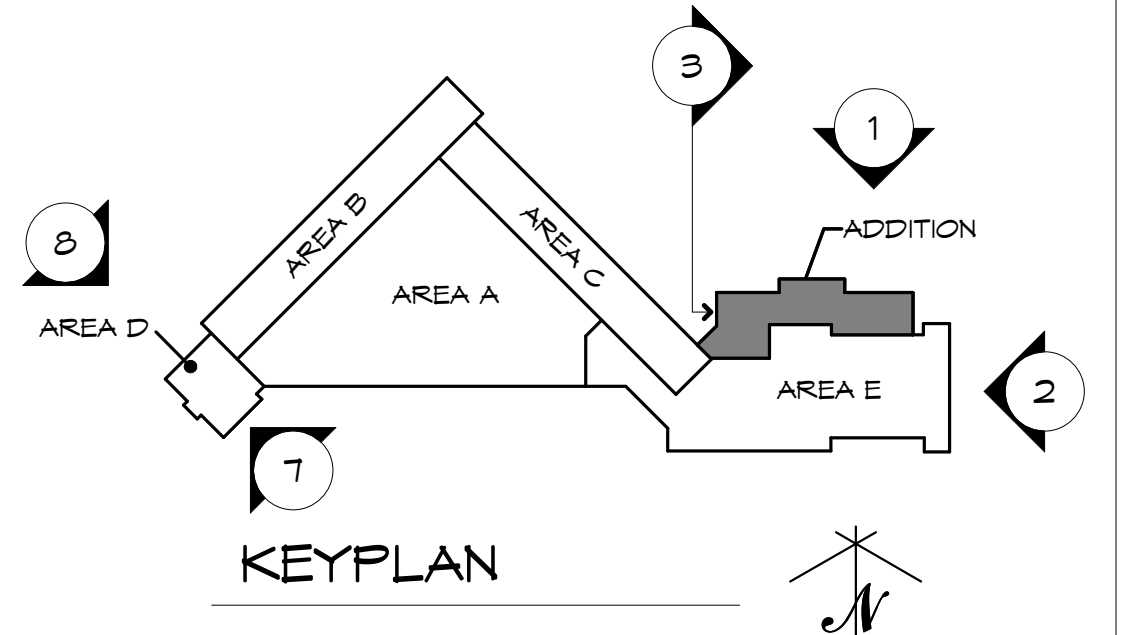 3
1
ADDITION
AREA B
AREA C
8
AREA A
AREA D
AREA E
2
7
KEYPLAN
N